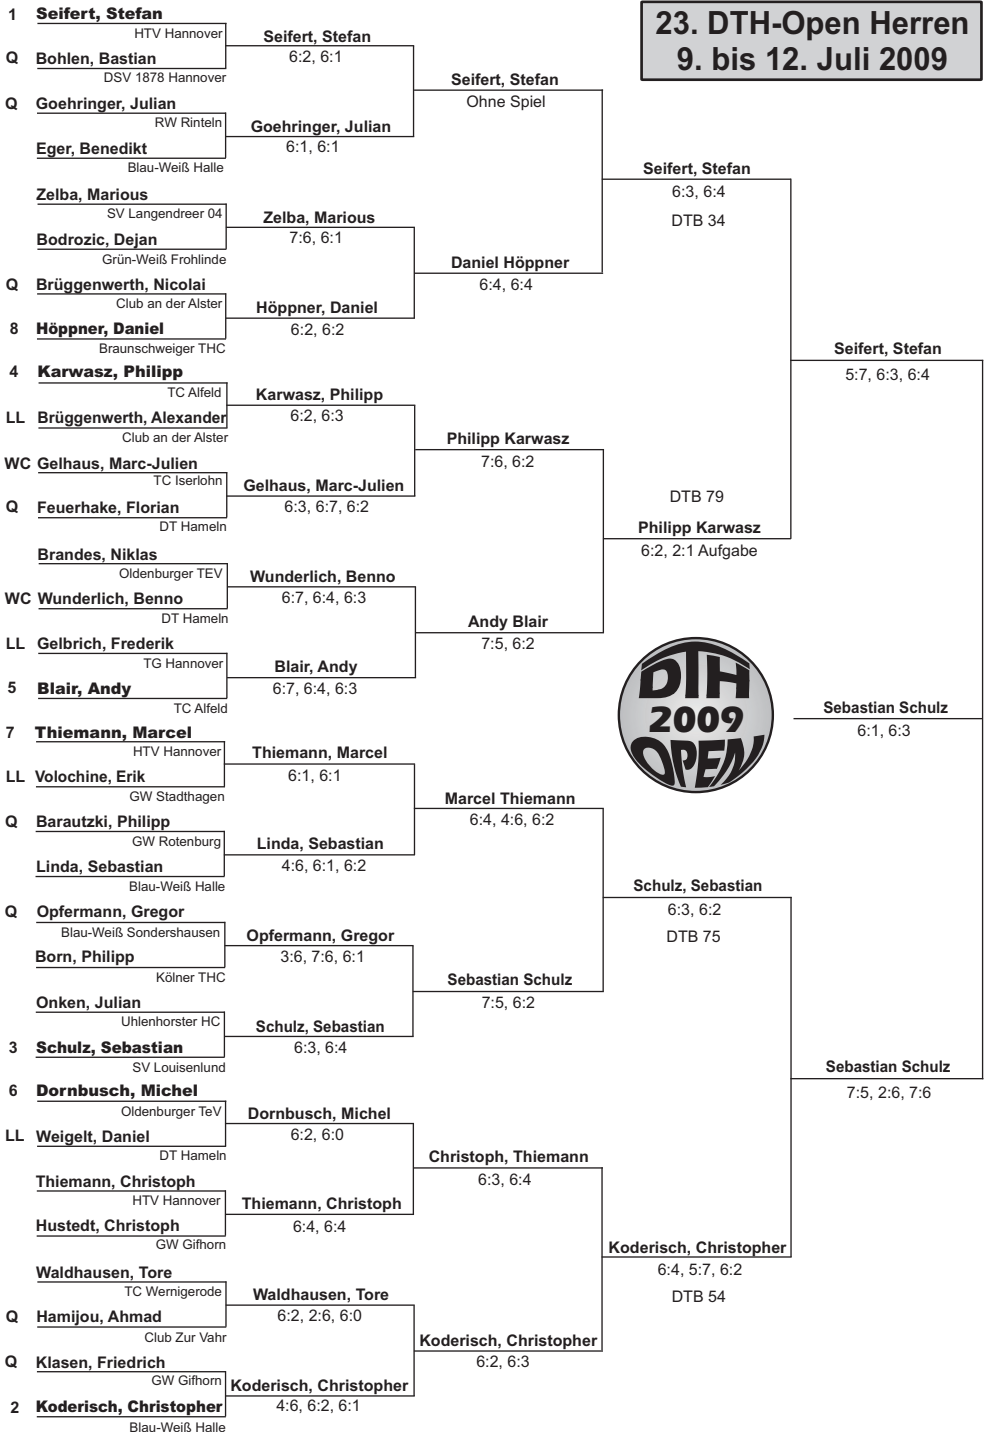 23. DTH-Open Herren
9. bis 12. Juli 2009
1 Seifert, Stefan
HTV Hannover
Q Bohlen, Bastian
DSV 1878 Hannover
Q Goehringer, Julian
RW Rinteln
Eger, Benedikt
Blau-Weiß Halle
Zelba, Marious
SV Langendreer 04
Bodrozic, Dejan
Grün-Weiß Frohlinde
Q Brüggenwerth, Nicolai
Club an der Alster
8 Höppner, Daniel
Braunschweiger THC
4 Karwasz, Philipp
TC Alfeld
LL Brüggenwerth, Alexander
Club an der Alster
WC Gelhaus, Marc-Julien
TC Iserlohn
Q Feuerhake, Florian
DT Hameln
Brandes, Niklas
Oldenburger TEV
WC Wunderlich, Benno
DT Hameln
LL Gelbrich, Frederik
TG Hannover
5 Blair, Andy
TC Alfeld
7 Thiemann, Marcel
HTV Hannover
LL Volochine, Erik
GW Stadthagen
Q Barautzki, Philipp
GW Rotenburg
Linda, Sebastian
Blau-Weiß Halle
Q Opfermann, Gregor
Blau-Weiß Sondershausen
Born, Philipp
Kölner THC
Onken, Julian
Uhlenhorster HC
3 Schulz, Sebastian
SV Louisenlund
6 Dornbusch, Michel
Oldenburger TeV
LL Weigelt, Daniel
DT Hameln
Thiemann, Christoph
HTV Hannover
Hustedt, Christoph
GW Gifhorn
Waldhausen, Tore
TC Wernigerode
Q Hamijou, Ahmad
Club Zur Vahr
Q Klasen, Friedrich
GW Gifhorn
2 Koderisch, Christopher
Blau-Weiß Halle
Seifert, Stefan
6:2, 6:1
Goehringer, Julian
6:1, 6:1
Zelba, Marious
7:6, 6:1
Höppner, Daniel
6:2, 6:2
Karwasz, Philipp
6:2, 6:3
Gelhaus, Marc-Julien
6:3, 6:7, 6:2
Wunderlich, Benno
6:7, 6:4, 6:3
Blair, Andy
6:7, 6:4, 6:3
Thiemann, Marcel
6:1, 6:1
Linda, Sebastian
4:6, 6:1, 6:2
Opfermann, Gregor
3:6, 7:6, 6:1
Schulz, Sebastian
6:3, 6:4
Dornbusch, Michel
6:2, 6:0
Thiemann, Christoph
6:4, 6:4
Waldhausen, Tore
6:2, 2:6, 6:0
Koderisch, Christopher
4:6, 6:2, 6:1
Seifert, Stefan
Ohne Spiel
Daniel Höppner
6:4, 6:4
Philipp Karwasz
7:6, 6:2
Andy Blair
7:5, 6:2
Marcel Thiemann
6:4, 4:6, 6:2
Sebastian Schulz
7:5, 6:2
Christoph, Thiemann
6:3, 6:4
Koderisch, Christopher
6:2, 6:3
Seifert, Stefan
6:3, 6:4
DTB 34
DTB 79
Philipp Karwasz
6:2, 2:1 Aufgabe
DTH
2009
OPEN
Schulz, Sebastian
6:3, 6:2
DTB 75
Koderisch, Christopher
6:4, 5:7, 6:2
DTB 54
Seifert, Stefan
5:7, 6:3, 6:4
Sebastian Schulz
6:1, 6:3
Sebastian Schulz
7:5, 2:6, 7:6